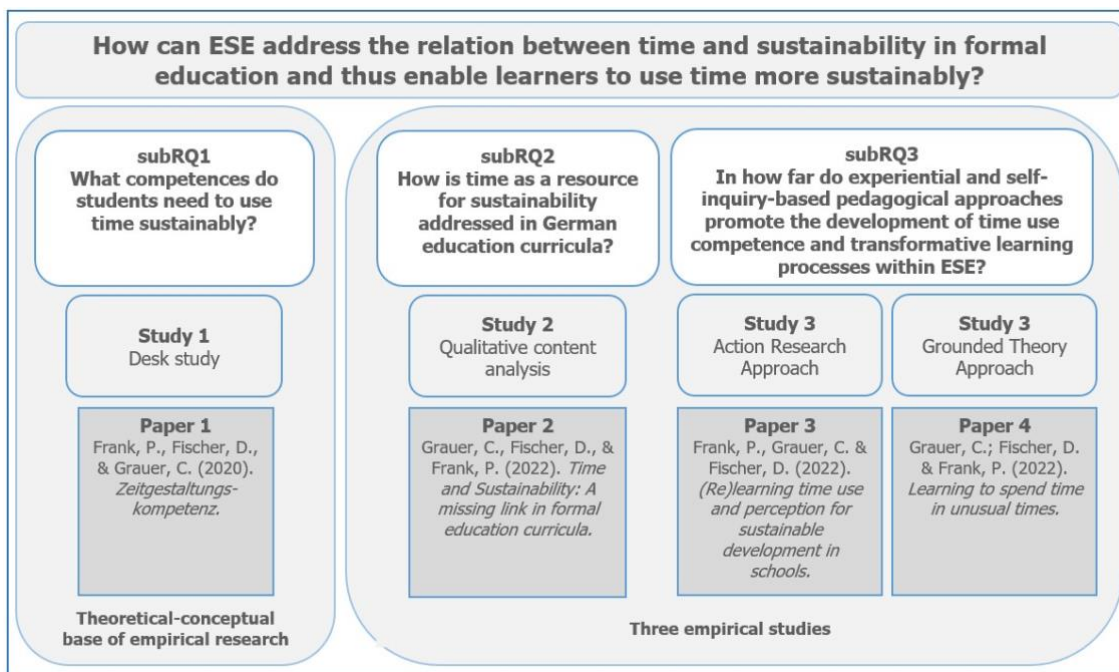 How can ESE address the relation between time and sustainability in formal
education and thus enable learners to use time more sustainably?
subRQ1
What competences do
students need to use
time sustainably?
Study 1
Desk study
Paper 1
Frank, P., Fischer, D.,
& Grauer, C. (2020).
Zeitgestaltungs-
kompetenz.
Theoretical-conceptual
base of empirical research
subRQ2
How is time as a resource
for sustainability
addressed in German
education curricula?
Study 2
Qualitative content
analysis
Paper 2
Grauer, C., Fischer, D., &
Frank, P. (2022). Time
and Sustainability: A
missing link in formal
education curricula.
subRQ3
In how far do experiential and self-
inquiry-based pedagogical approaches
promote the development of time use
competence and transformative learning
processes within ESE?
Study 3
Action Research
Approach
Paper 3
Frank, P., Grauer, C. &
Fischer, D. (2022).
(Re)learning time use
and perception for
sustainable
development in
schools.
Study 3
Grounded Theory
Approach
Paper 4
Grauer, C.; Fischer, D.
& Frank, P. (2022).
Learning to spend time
in unusual times.
Three empirical studies